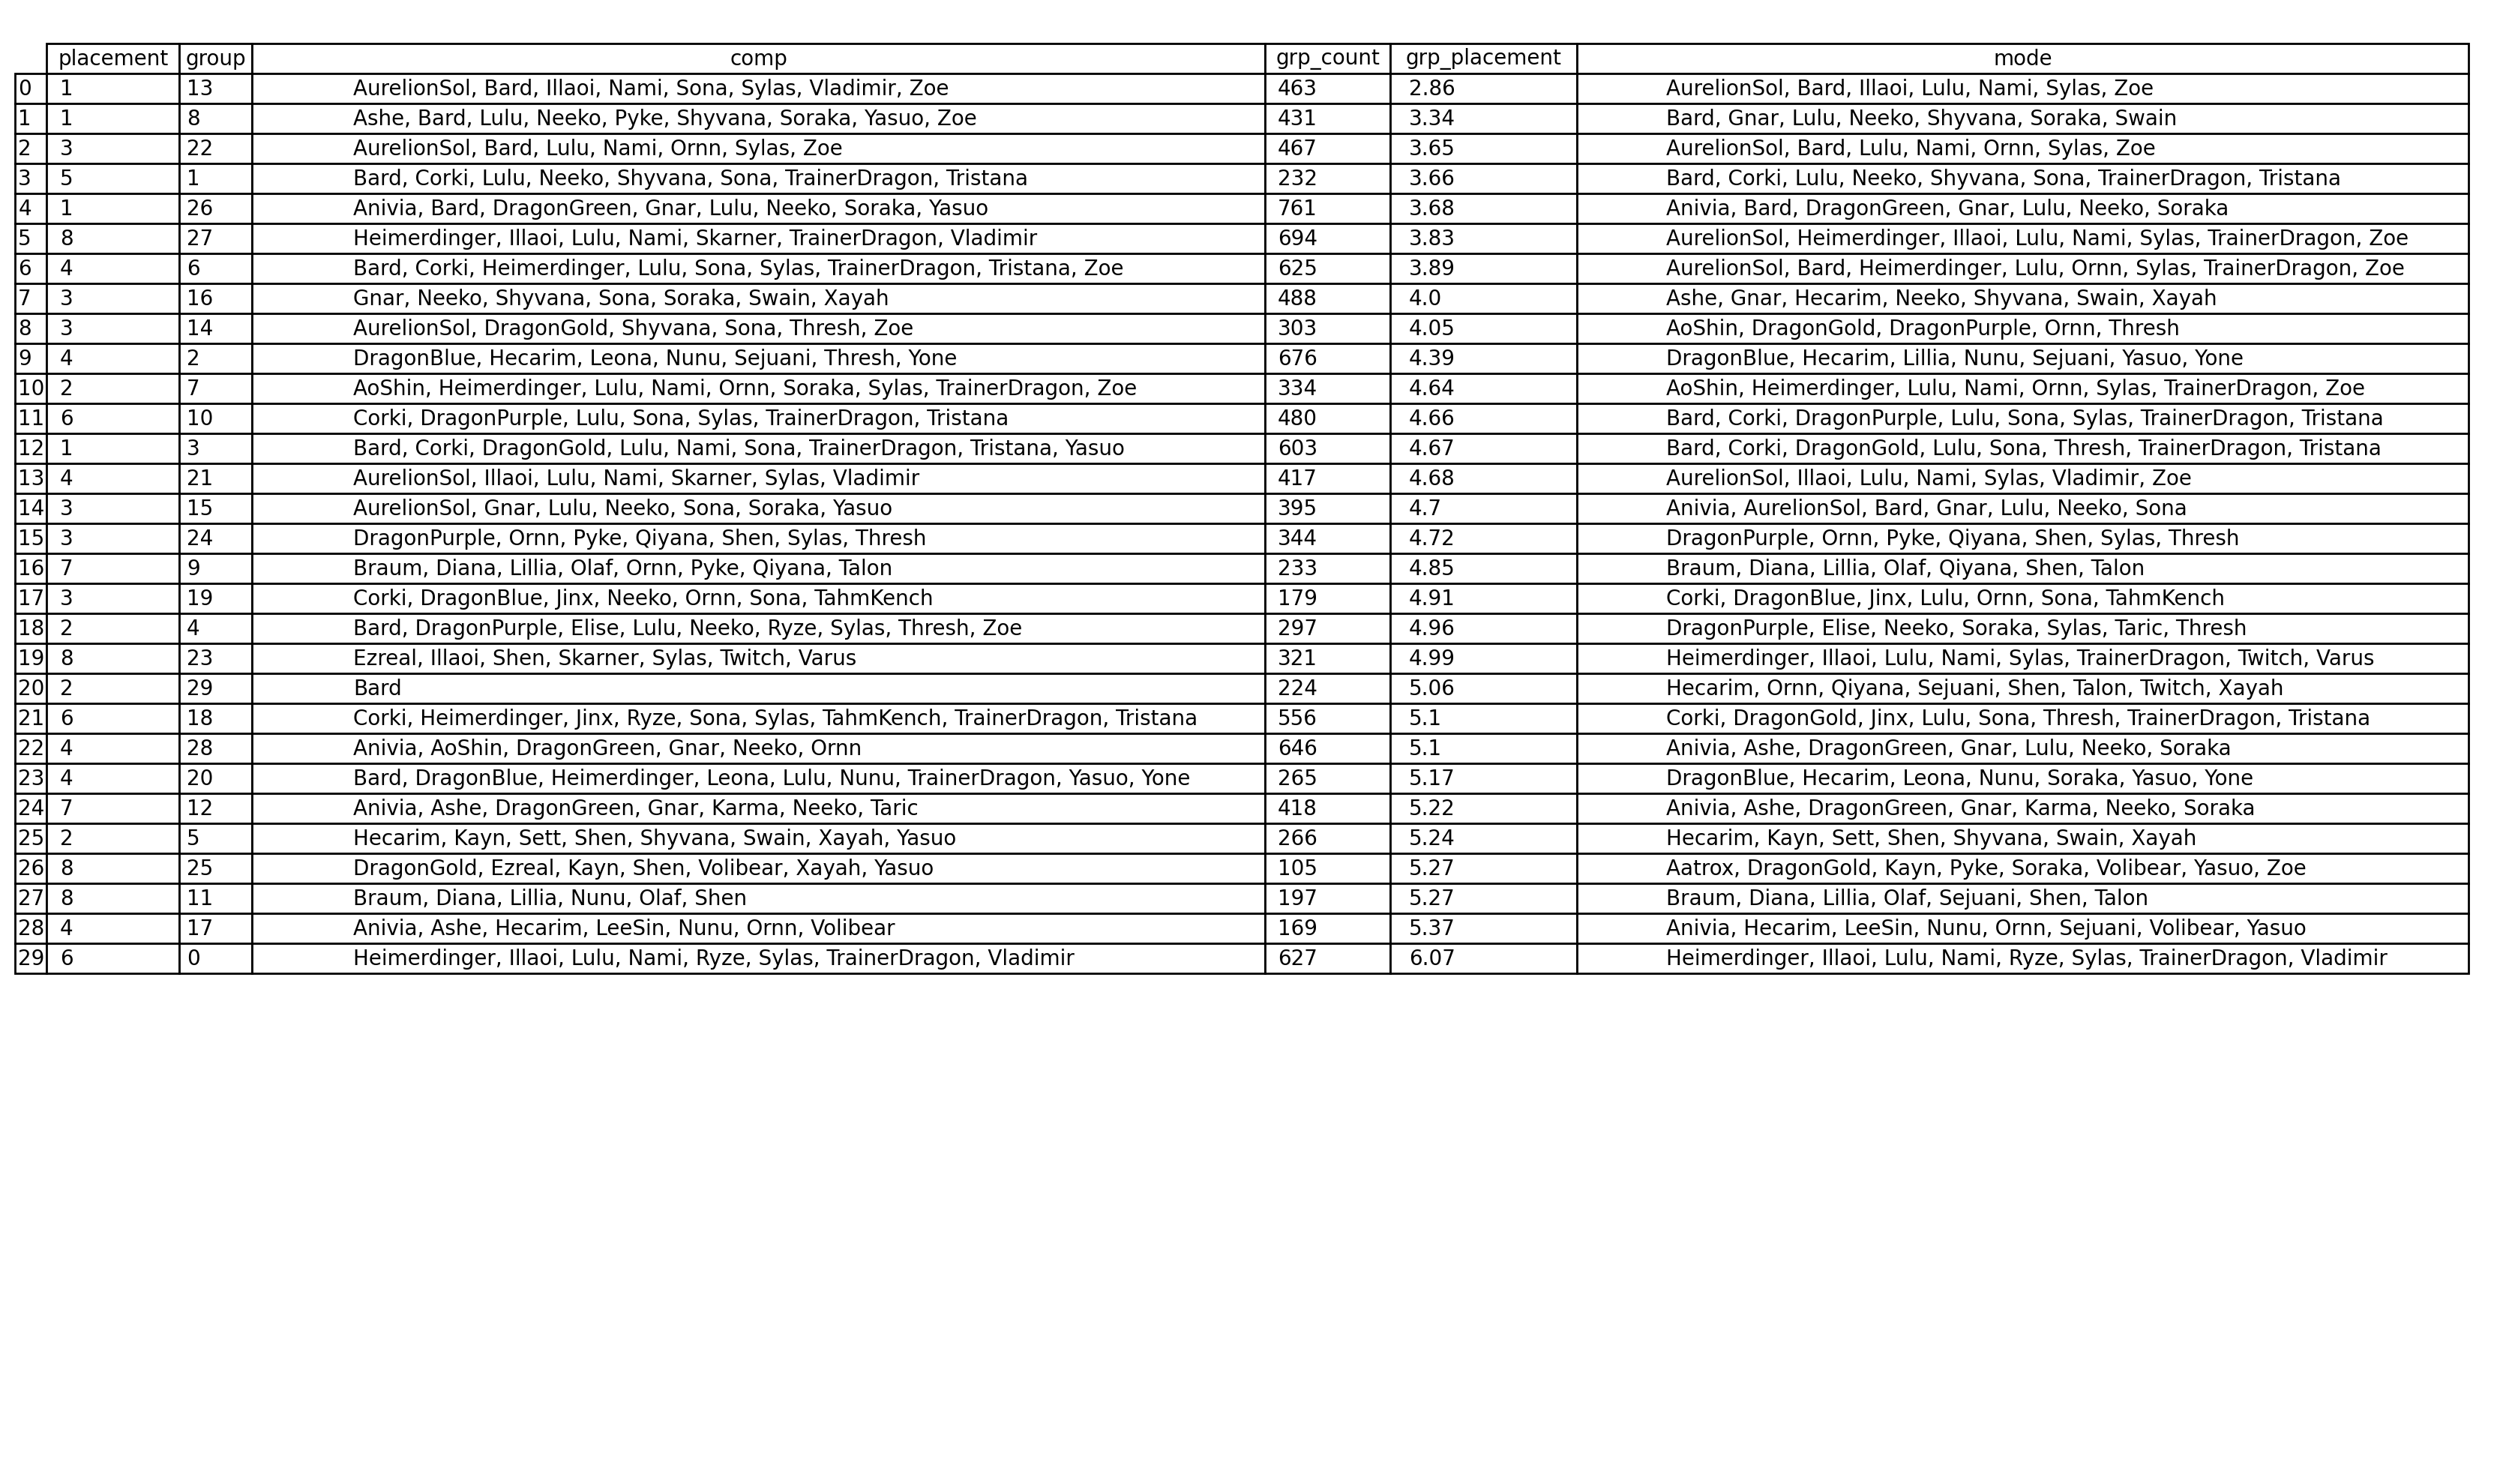 placement group comp grp_count grp_placement mode
0 1 13 AurelionSol, Bard, Illaoi, Nami, Sona, Sylas, Vladimir, Zoe 463 2.86 AurelionSol, Bard, Illaoi, Lulu, Nami, Sylas, Zoe
1 1 8 Ashe, Bard, Lulu, Neeko, Pyke, Shyvana, Soraka, Yasuo, Zoe 431 3.34 Bard, Gnar, Lulu, Neeko, Shyvana, Soraka, Swain
2 3 22 AurelionSol, Bard, Lulu, Nami, Ornn, Sylas, Zoe 467 3.65 AurelionSol, Bard, Lulu, Nami, Ornn, Sylas, Zoe
3 5 1 Bard, Corki, Lulu, Neeko, Shyvana, Sona, TrainerDragon, Tristana 232 3.66 Bard, Corki, Lulu, Neeko, Shyvana, Sona, TrainerDragon, Tristana
4 1 26 Anivia, Bard, DragonGreen, Gnar, Lulu, Neeko, Soraka, Yasuo 761 3.68 Anivia, Bard, DragonGreen, Gnar, Lulu, Neeko, Soraka
5 8 27 Heimerdinger, Illaoi, Lulu, Nami, Skarner, TrainerDragon, Vladimir 694 3.83 AurelionSol, Heimerdinger, Illaoi, Lulu, Nami, Sylas, TrainerDragon, Zoe
6 4 6 Bard, Corki, Heimerdinger, Lulu, Sona, Sylas, TrainerDragon, Tristana, Zoe 625 3.89 AurelionSol, Bard, Heimerdinger, Lulu, Ornn, Sylas, TrainerDragon, Zoe
7 3 16 Gnar, Neeko, Shyvana, Sona, Soraka, Swain, Xayah 488 4.0 Ashe, Gnar, Hecarim, Neeko, Shyvana, Swain, Xayah
8 3 14 AurelionSol, DragonGold, Shyvana, Sona, Thresh, Zoe 303 4.05 AoShin, DragonGold, DragonPurple, Ornn, Thresh
9 4 2 DragonBlue, Hecarim, Leona, Nunu, Sejuani, Thresh, Yone 676 4.39 DragonBlue, Hecarim, Lillia, Nunu, Sejuani, Yasuo, Yone
10 2 7 AoShin, Heimerdinger, Lulu, Nami, Ornn, Soraka, Sylas, TrainerDragon, Zoe 334 4.64 AoShin, Heimerdinger, Lulu, Nami, Ornn, Sylas, TrainerDragon, Zoe
11 6 10 Corki, DragonPurple, Lulu, Sona, Sylas, TrainerDragon, Tristana 480 4.66 Bard, Corki, DragonPurple, Lulu, Sona, Sylas, TrainerDragon, Tristana
12 1 3 Bard, Corki, DragonGold, Lulu, Nami, Sona, TrainerDragon, Tristana, Yasuo 603 4.67 Bard, Corki, DragonGold, Lulu, Sona, Thresh, TrainerDragon, Tristana
13 4 21 AurelionSol, Illaoi, Lulu, Nami, Skarner, Sylas, Vladimir 417 4.68 AurelionSol, Illaoi, Lulu, Nami, Sylas, Vladimir, Zoe
14 3 15 AurelionSol, Gnar, Lulu, Neeko, Sona, Soraka, Yasuo 395 4.7 Anivia, AurelionSol, Bard, Gnar, Lulu, Neeko, Sona
15 3 24 DragonPurple, Ornn, Pyke, Qiyana, Shen, Sylas, Thresh 344 4.72 DragonPurple, Ornn, Pyke, Qiyana, Shen, Sylas, Thresh
16 7 9 Braum, Diana, Lillia, Olaf, Ornn, Pyke, Qiyana, Talon 233 4.85 Braum, Diana, Lillia, Olaf, Qiyana, Shen, Talon
17 3 19 Corki, DragonBlue, Jinx, Neeko, Ornn, Sona, TahmKench 179 4.91 Corki, DragonBlue, Jinx, Lulu, Ornn, Sona, TahmKench
18 2 4 Bard, DragonPurple, Elise, Lulu, Neeko, Ryze, Sylas, Thresh, Zoe 297 4.96 DragonPurple, Elise, Neeko, Soraka, Sylas, Taric, Thresh
19 8 23 Ezreal, Illaoi, Shen, Skarner, Sylas, Twitch, Varus 321 4.99 Heimerdinger, Illaoi, Lulu, Nami, Sylas, TrainerDragon, Twitch, Varus
20 2 29 Bard 224 5.06 Hecarim, Ornn, Qiyana, Sejuani, Shen, Talon, Twitch, Xayah
21 6 18 Corki, Heimerdinger, Jinx, Ryze, Sona, Sylas, TahmKench, TrainerDragon, Tristana 556 5.1 Corki, DragonGold, Jinx, Lulu, Sona, Thresh, TrainerDragon, Tristana
22 4 28 Anivia, AoShin, DragonGreen, Gnar, Neeko, Ornn 646 5.1 Anivia, Ashe, DragonGreen, Gnar, Lulu, Neeko, Soraka
23 4 20 Bard, DragonBlue, Heimerdinger, Leona, Lulu, Nunu, TrainerDragon, Yasuo, Yone 265 5.17 DragonBlue, Hecarim, Leona, Nunu, Soraka, Yasuo, Yone
24 7 12 Anivia, Ashe, DragonGreen, Gnar, Karma, Neeko, Taric 418 5.22 Anivia, Ashe, DragonGreen, Gnar, Karma, Neeko, Soraka
25 2 5 Hecarim, Kayn, Sett, Shen, Shyvana, Swain, Xayah, Yasuo 266 5.24 Hecarim, Kayn, Sett, Shen, Shyvana, Swain, Xayah
26 8 25 DragonGold, Ezreal, Kayn, Shen, Volibear, Xayah, Yasuo 105 5.27 Aatrox, DragonGold, Kayn, Pyke, Soraka, Volibear, Yasuo, Zoe
27 8 11 Braum, Diana, Lillia, Nunu, Olaf, Shen 197 5.27 Braum, Diana, Lillia, Olaf, Sejuani, Shen, Talon
28 4 17 Anivia, Ashe, Hecarim, LeeSin, Nunu, Ornn, Volibear 169 5.37 Anivia, Hecarim, LeeSin, Nunu, Ornn, Sejuani, Volibear, Yasuo
29 6 0 Heimerdinger, Illaoi, Lulu, Nami, Ryze, Sylas, TrainerDragon, Vladimir 627 6.07 Heimerdinger, Illaoi, Lulu, Nami, Ryze, Sylas, TrainerDragon, Vladimir